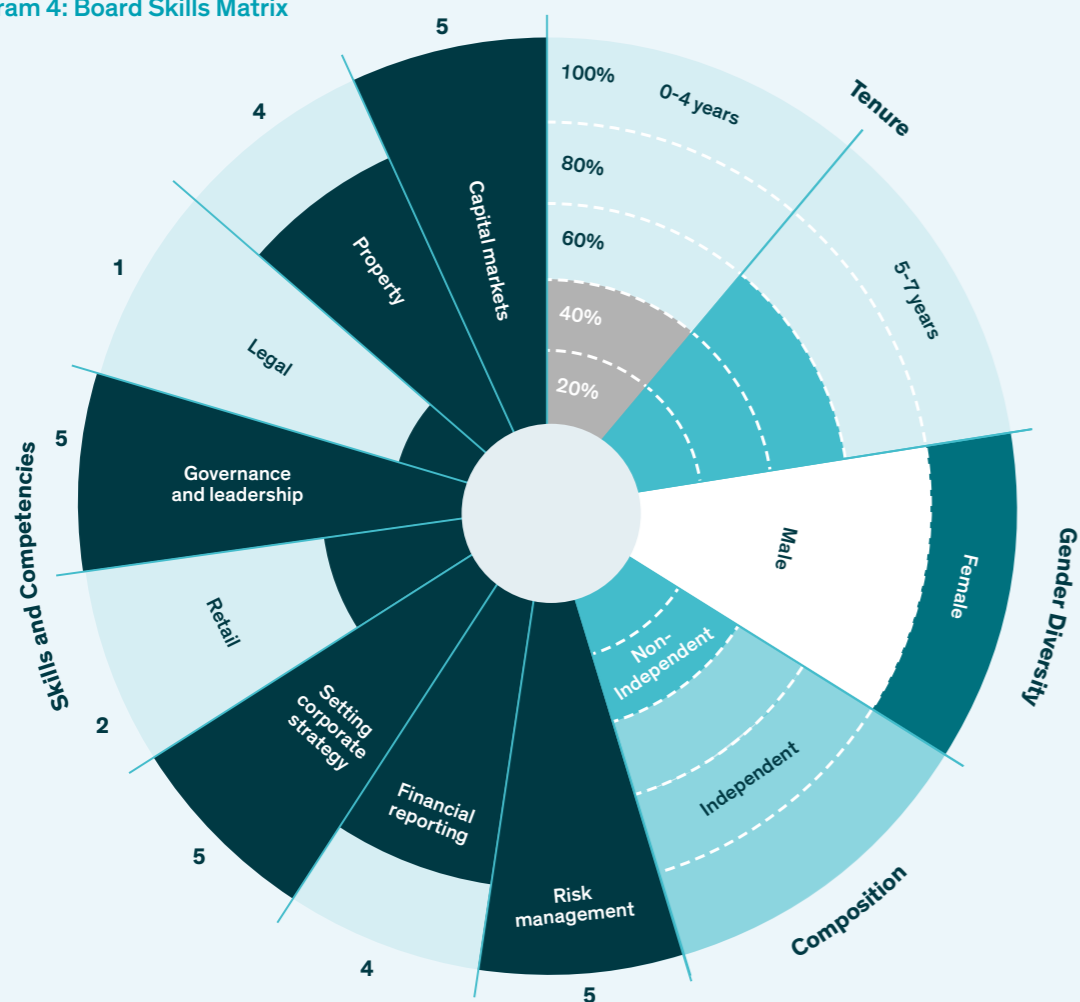 ram 4: Board Skills Matrix
5
100%
0-4 years
Tenure
80%
60%
40%
20%
5-7 years
4
Property
Capital markets
1
Legal
5
Governance
and leadership
Skills and Competencies
Retail
2
Setting
corporate
strategy
5
Financial
reporting
4
Risk
management
5
Male
Female
Gender Diversity
Non-
Independent
Independent
Composition